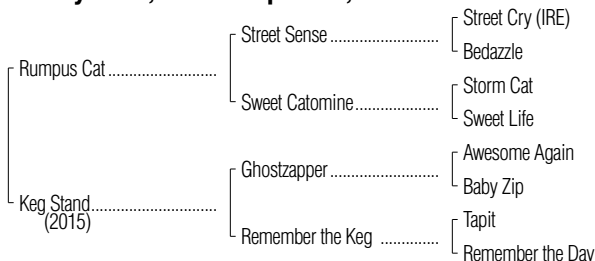 Rumpus Cat
Street Sense
Street Cry (IRE)
Bedazzle
Sweet Catomine
Storm Cat
Sweet Life
Keg Stand
(2015)
Ghostzapper
Awesome Again
Baby Zip
Remember the Keg
Tapit
Remember the Day